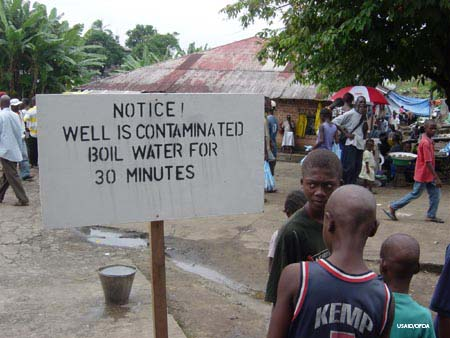 NOTICE!
WELL IS CONTAMINATED
BOIL WATER FOR
30 MINUTES
KEMP
USAID/OFDA